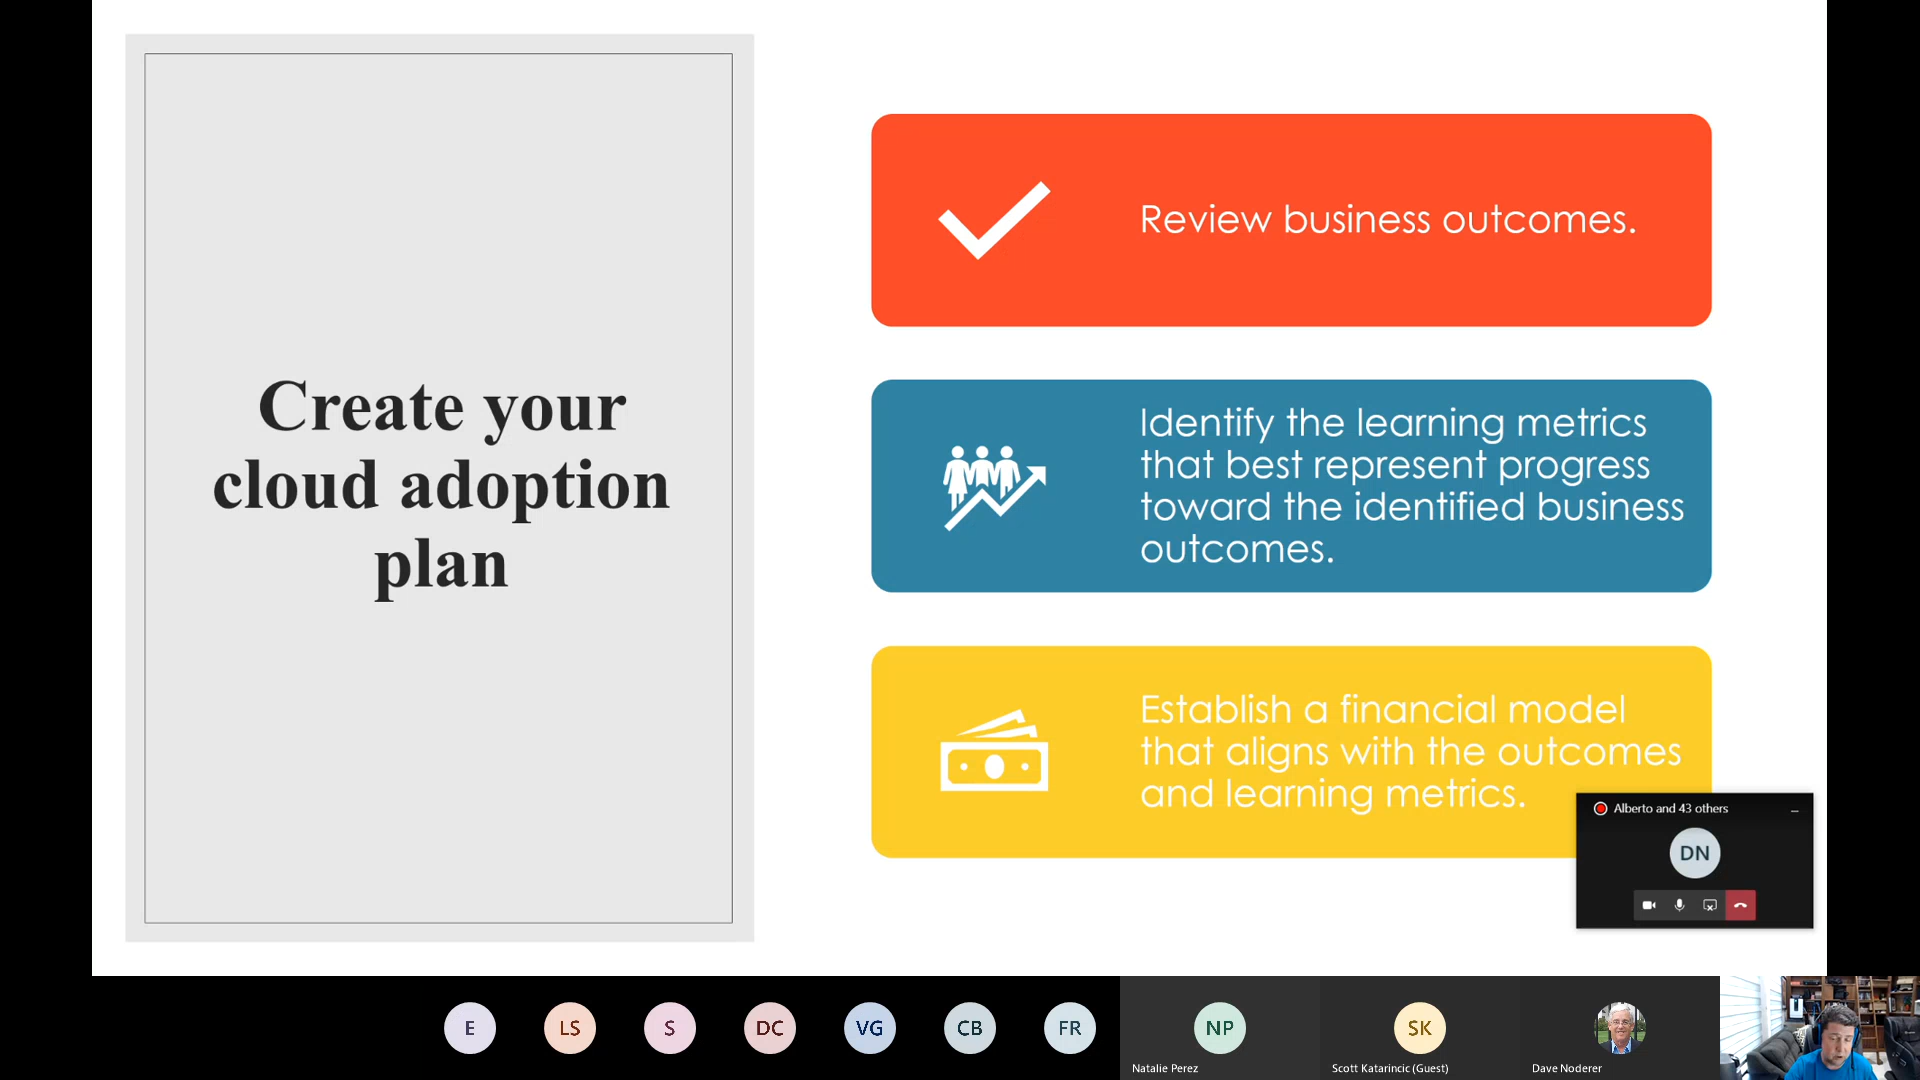 Create your
cloud adoption
plan
Review business outcomes.
Identify the learning metrics
that best represent progress
toward the identified business
outcomes.
Establish a financial model
that aligns with the outcomes
and learning metrics.
Alberto and 43 others
DN
E
LS
S
DC
VG
CB
FR
NP
Natalie Perez
SK
Scott Katarincic (Guest)
Dave Noderer